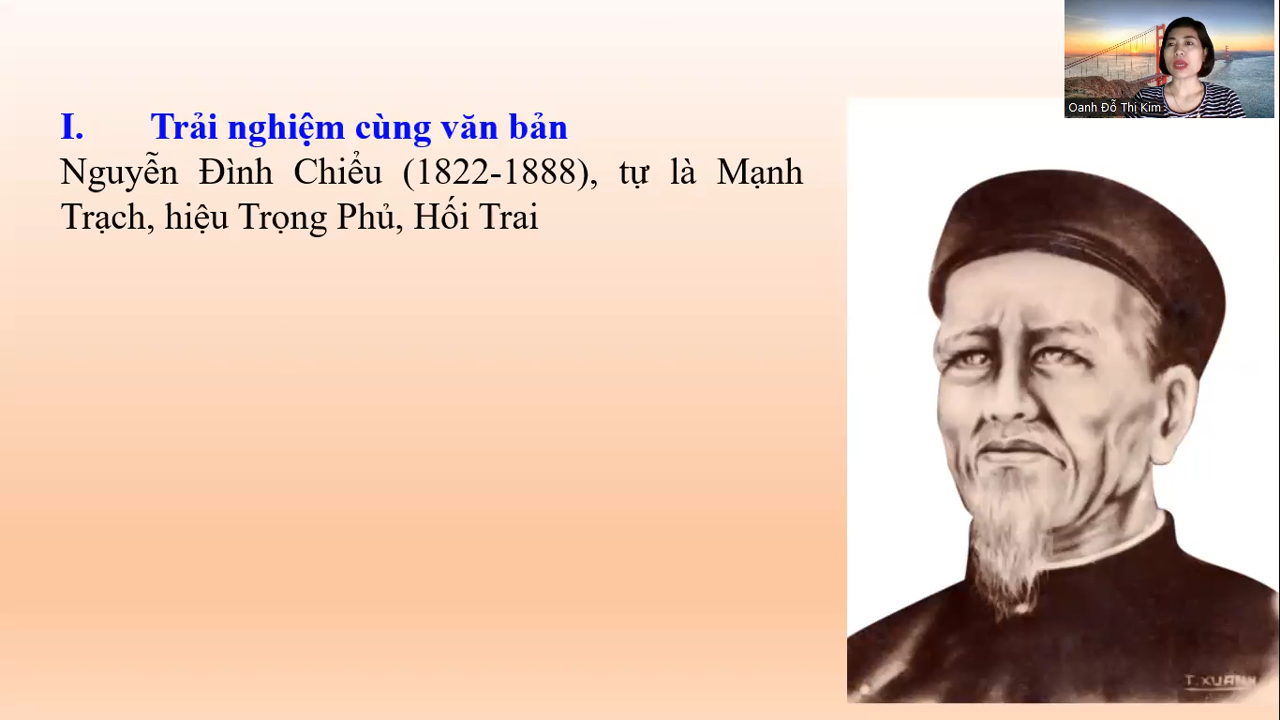 I. Trải nghiệm cùng văn bản
Nguyễn Đình Chiểu (1822-1888), tự là Mạnh
Trạch, hiệu Trọng Phủ, Hối Trai
Oanh Đỗ Thị Kim